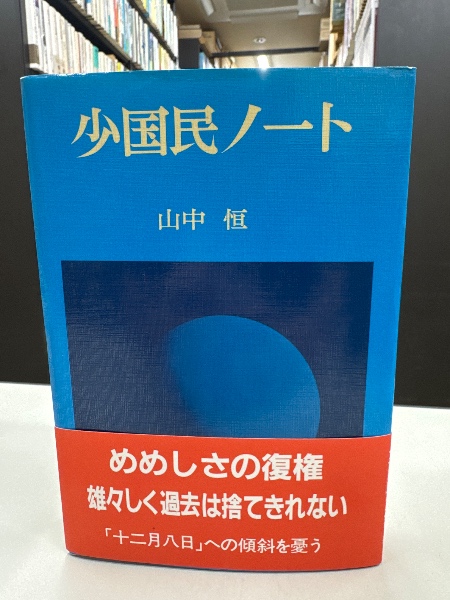 少国民ノート
山中 恒
めめしさの復権
雄々しく過去は捨てきれない
「十二月八日」への傾斜を憂う